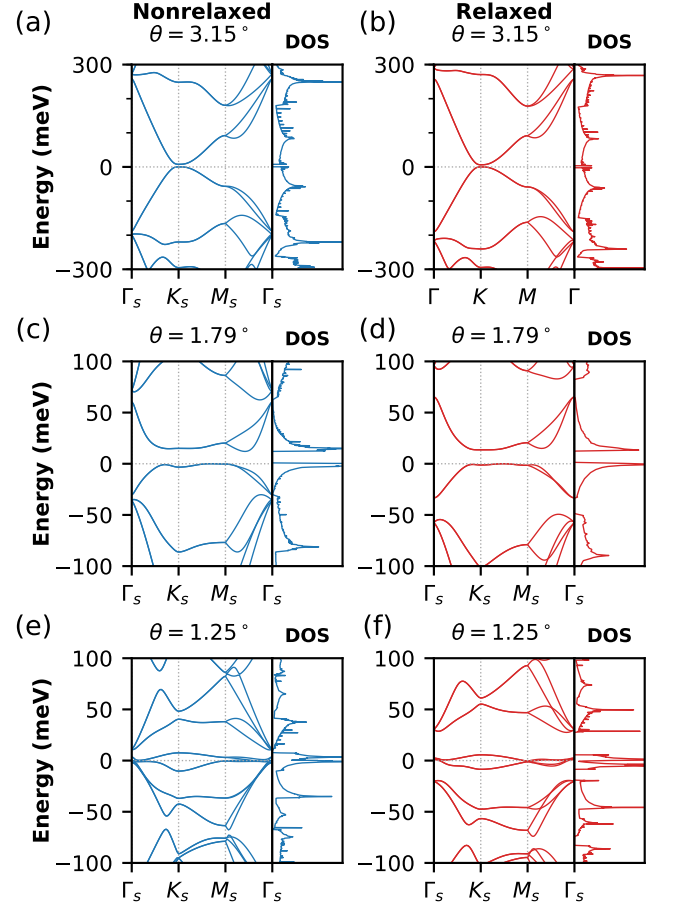 Nonrelaxed Relaxed
(a) θ = 3.15° DOS (b) θ = 3.15° DOS
Energy (meV)
300 300
0 0
−300 −300
Γs Ks Ms Γs Γ K M Γ
(c) θ = 1.79° DOS (d) θ = 1.79° DOS
Energy (meV)
100 100
50 50
0 0
−50 −50
−100 −100
Γs Ks Ms Γs Γs Ks Ms Γs
(e) θ = 1.25° DOS (f) θ = 1.25° DOS
Energy (meV)
100 100
50 50
0 0
−50 −50
−100 −100
Γs Ks Ms Γs Γs Ks Ms Γs